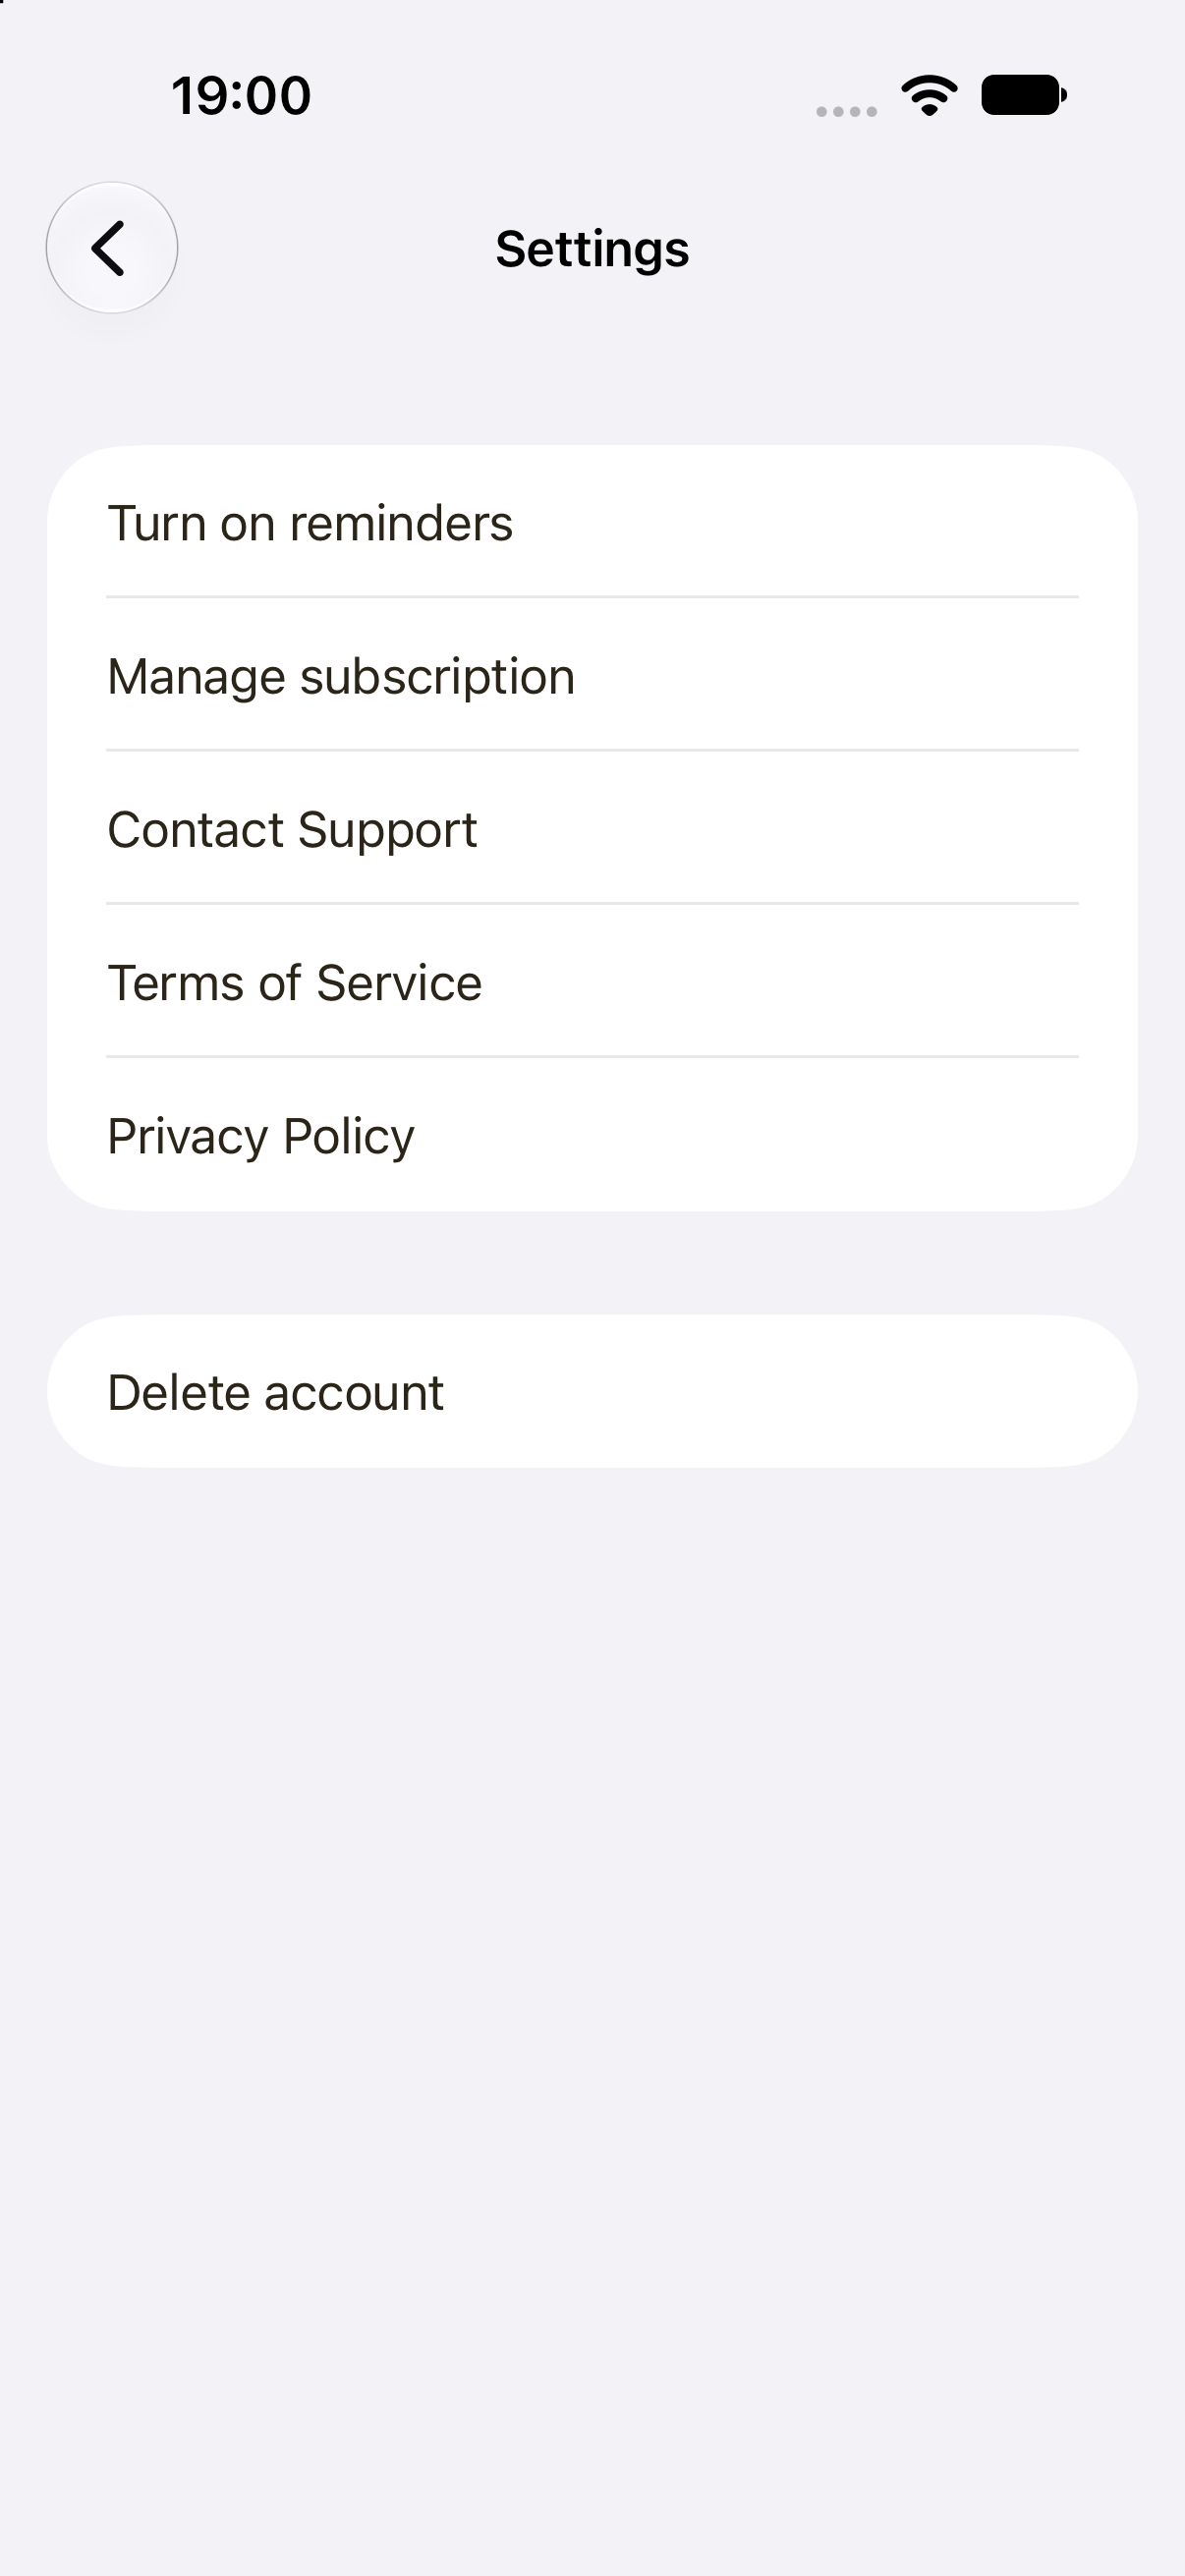 19:00
Settings
Turn on reminders
Manage subscription
Contact Support
Terms of Service
Privacy Policy
Delete account